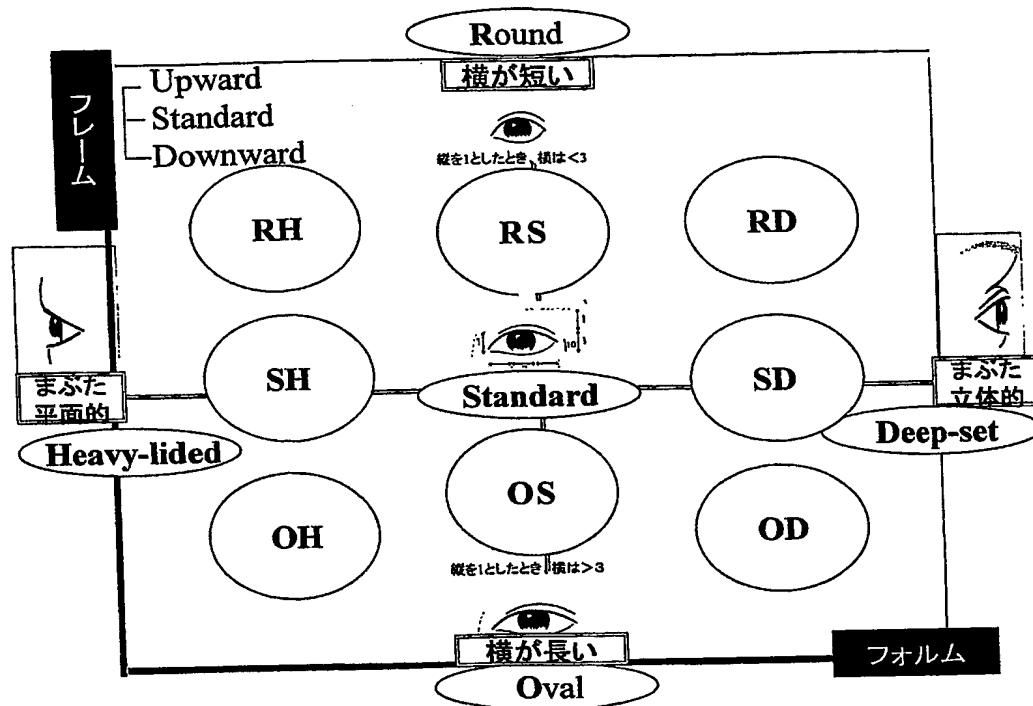 Round
横が短い
フレーム
Upward
Standard
Downward
縦を1としたとき 横は<3
RH
RS
RD
SH
SD
まぶた
平面的
Standard
まぶた
立体的
Heavy-lided
Deep-set
OH
OS
OD
縦を1としたとき 横は>3
横が長い
フォルム
Oval